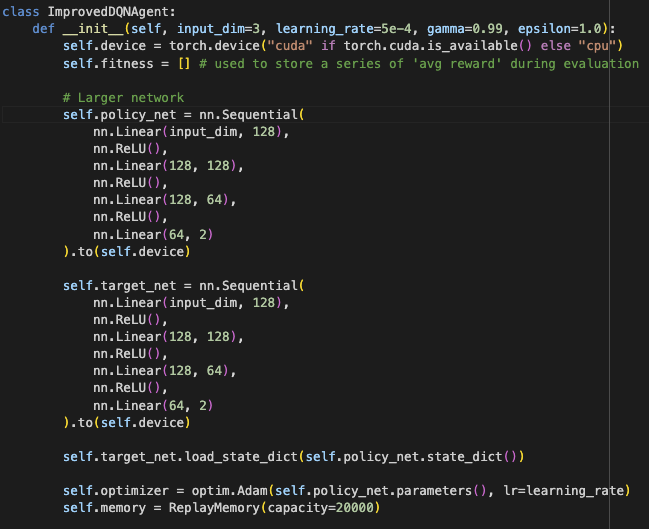 class ImprovedDQNAgent:
    def __init__(self, input_dim=3, learning_rate=5e-4, gamma=0.99, epsilon=1.0):
        self.device = torch.device("cuda" if torch.cuda.is_available() else "cpu")
        self.fitness = [] # used to store a series of 'avg reward' during evaluation

        # Larger network
        self.policy_net = nn.Sequential(
            nn.Linear(input_dim, 128),
            nn.ReLU(),
            nn.Linear(128, 128),
            nn.ReLU(),
            nn.Linear(128, 64),
            nn.ReLU(),
            nn.Linear(64, 2)
        ).to(self.device)

        self.target_net = nn.Sequential(
            nn.Linear(input_dim, 128),
            nn.ReLU(),
            nn.Linear(128, 128),
            nn.ReLU(),
            nn.Linear(128, 64),
            nn.ReLU(),
            nn.Linear(64, 2)
        ).to(self.device)

        self.target_net.load_state_dict(self.policy_net.state_dict())

        self.optimizer = optim.Adam(self.policy_net.parameters(), lr=learning_rate)
        self.memory = ReplayMemory(capacity=20000)